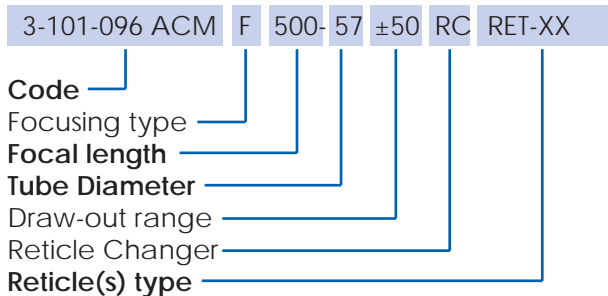 3-101-096 ACM F 500- 57 ±50 RC RET-XX
Code
Focusing type
Focal length
Tube Diameter
Draw-out range
Reticle Changer
Reticle(s) type